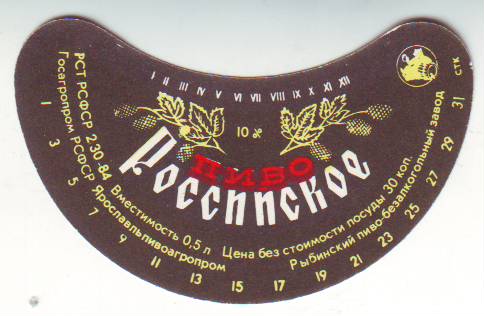 I II III IV V VI VII VIII IX X XI XII
10 %
ПИВО
Российское
РСТ РСФСР 230-84 Вместимость 0,5 л Цена без стоимости посуды 30 коп.
Госагропром РСФСР Ярославльпивоагропром Рыбинский пиво-безалкогольный завод
1 3 5 7 9 11 13 15 17 19 21 23 25 27 29 31
СТК